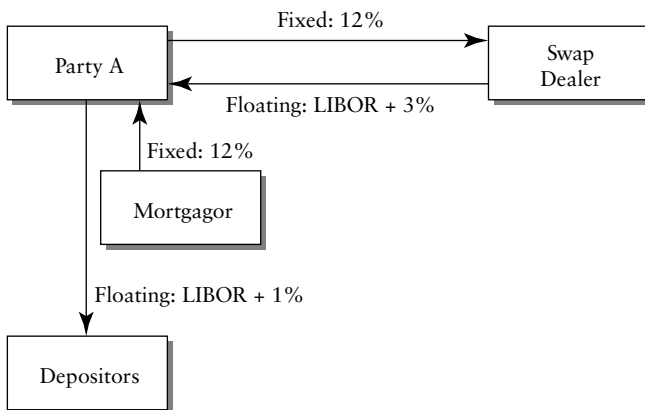 Fixed: 12%
Party A
Swap
Dealer
Floating: LIBOR + 3%
Fixed: 12%
Mortgagor
Floating: LIBOR + 1%
Depositors